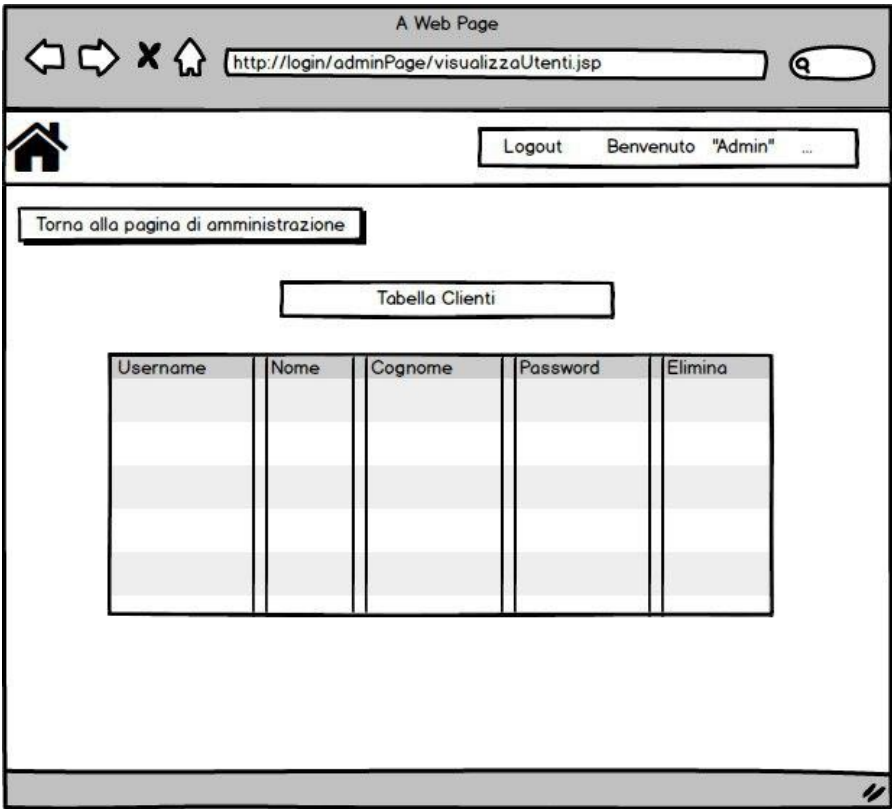 A Web Page
http://login/adminPage/visualizzaUtenti.jsp
Logout Benvenuto "Admin" ...
Torna alla pagina di amministrazione
Tabella Clienti
Username Nome Cognome Password Elimina